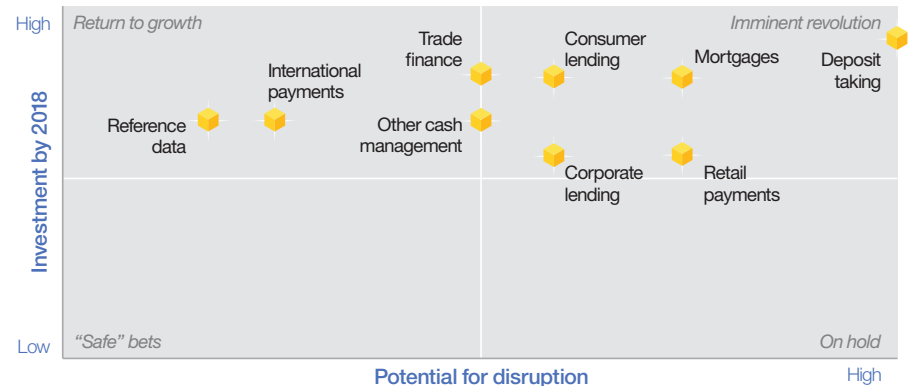 High
Return to growth
Imminent revolution
Trade
finance
Consumer
lending
Mortgages
Deposit
taking
International
payments
Reference
data
Other cash
management
Corporate
lending
Retail
payments
Investment by 2018
"Safe" bets
On hold
Low
Potential for disruption
High